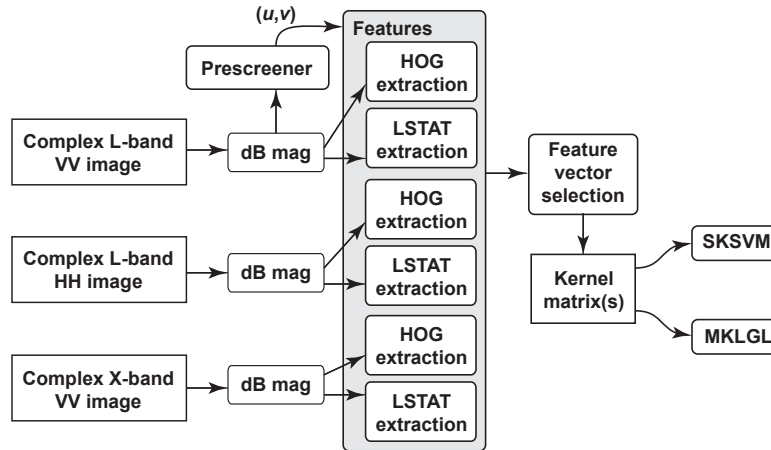 (u,v)
Features
Prescreener
HOG
extraction
Complex L-band
VV image
dB mag
LSTAT
extraction
Feature
vector
selection
HOG
extraction
Complex L-band
HH image
dB mag
LSTAT
extraction
Kernel
matrix(s)
SKSVM
MKLGL
HOG
extraction
Complex X-band
VV image
dB mag
LSTAT
extraction